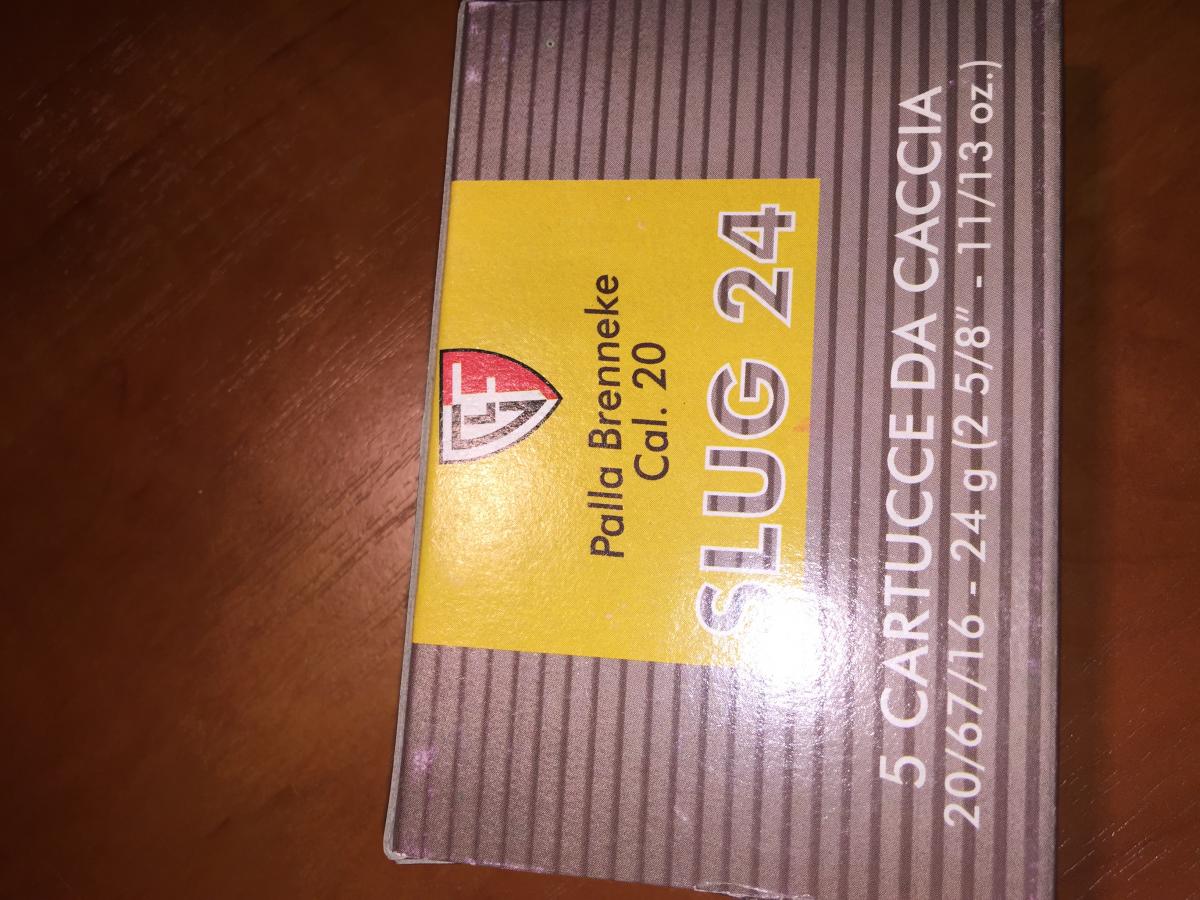 Palla Brenneke
Cal. 20
SLUG 24
5 CARTUCCE DA CACCIA
20/67/16 - 24 g (2 5/8" - 11/13 oz.)